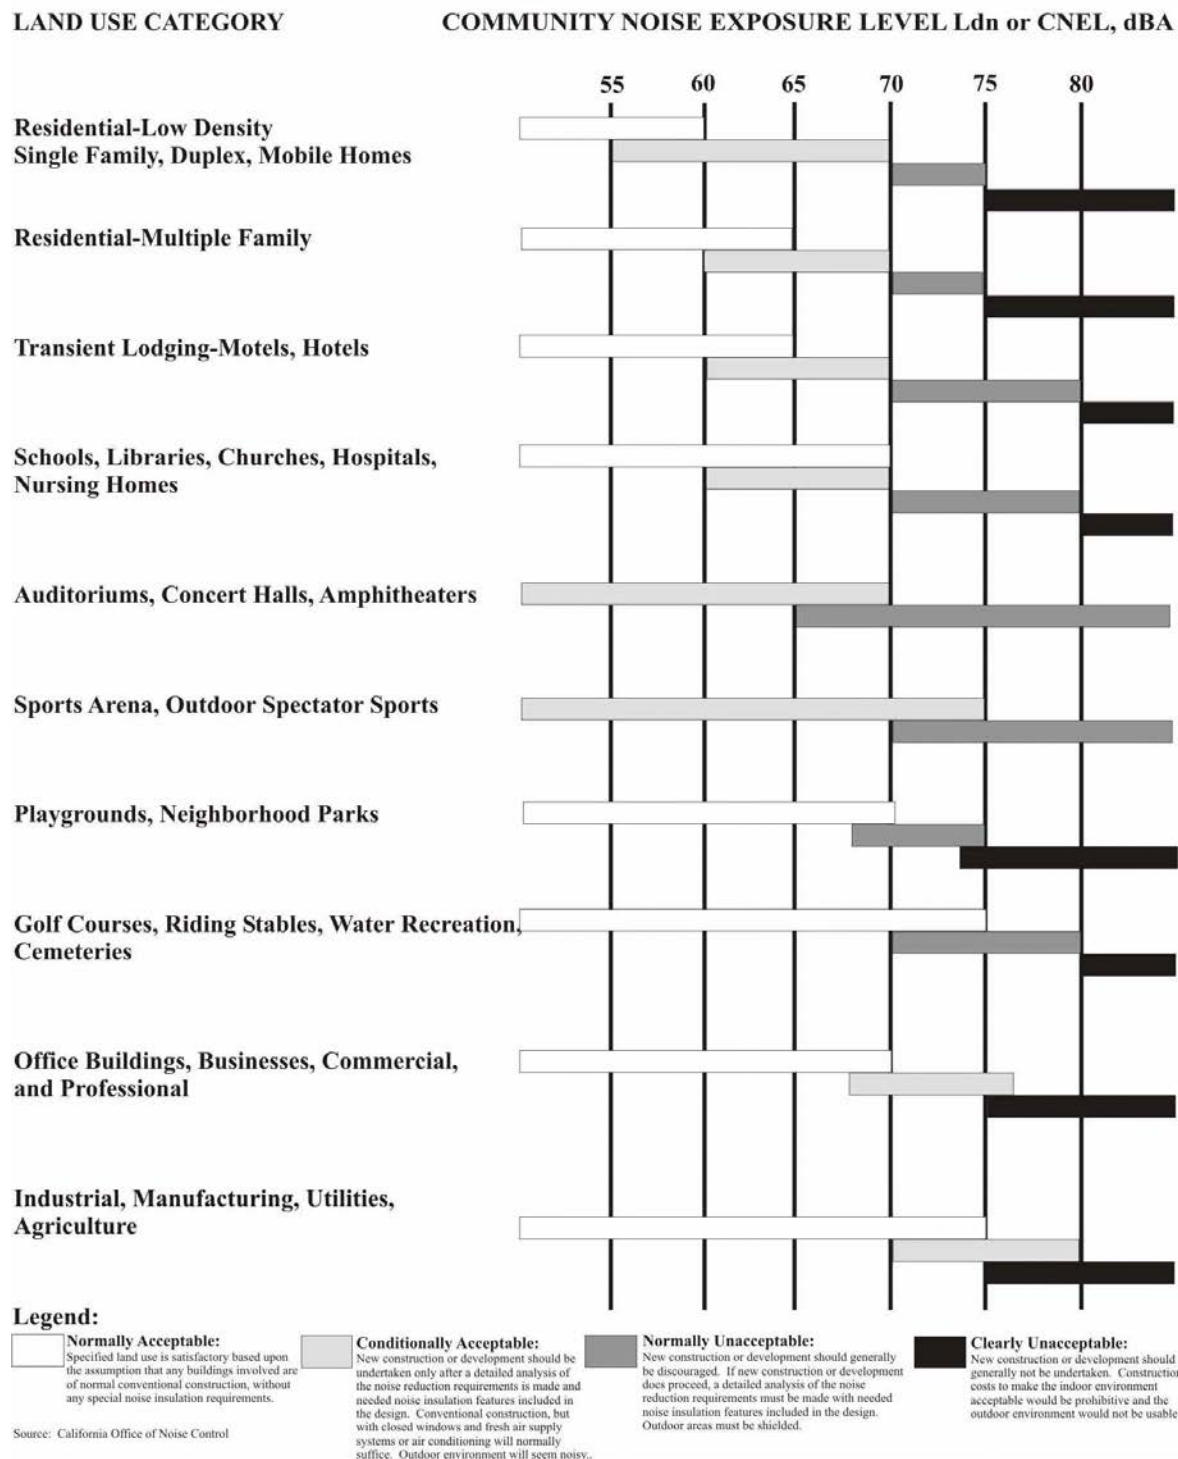 LAND USE CATEGORY
COMMUNITY NOISE EXPOSURE LEVEL Ldn or CNEL, dBA
55 60 65 70 75 80
Residential-Low Density
Single Family, Duplex, Mobile Homes
Residential-Multiple Family
Transient Lodging-Motels, Hotels
Schools, Libraries, Churches, Hospitals,
Nursing Homes
Auditoriums, Concert Halls, Amphitheaters
Sports Arena, Outdoor Spectator Sports
Playgrounds, Neighborhood Parks
Golf Courses, Riding Stables, Water Recreation,
Cemeteries
Office Buildings, Businesses, Commercial,
and Professional
Industrial, Manufacturing, Utilities,
Agriculture
Legend:
Normally Acceptable:
Specified land use is satisfactory based upon
the assumption that any buildings involved are
of normal conventional construction, without
any special noise insulation requirements.
Conditionally Acceptable:
New construction or development should be
undertaken only after a detailed analysis of
the noise reduction requirements is made and
needed noise insulation features included in
the design. Conventional construction, but
with closed windows and fresh air supply
systems or air conditioning will normally
suffice. Outdoor environment will seem noisy..
Normally Unacceptable:
New construction or development should generally
be discouraged. If new construction or development
does proceed, a detailed analysis of the noise
reduction requirements must be made with needed
noise insulation features included in the design.
Outdoor areas must be shielded.
Clearly Unacceptable:
New construction or development should
generally not be undertaken. Construction
costs to make the indoor environment
acceptable would be prohibitive and the
outdoor environment would not be usable
Source: California Office of Noise Control